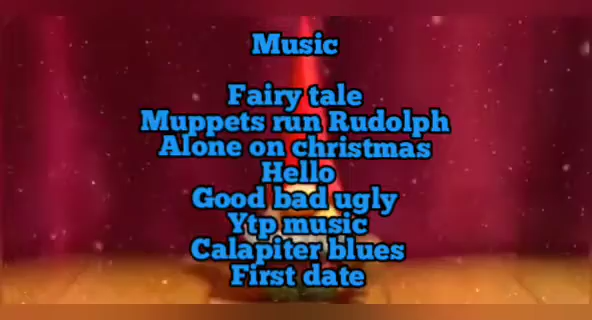 Music
Fairy tale
Muppets run Rudolph
Alone on christmas
Hello
Good bad ugly
Ytp music
Calapiter blues
First date